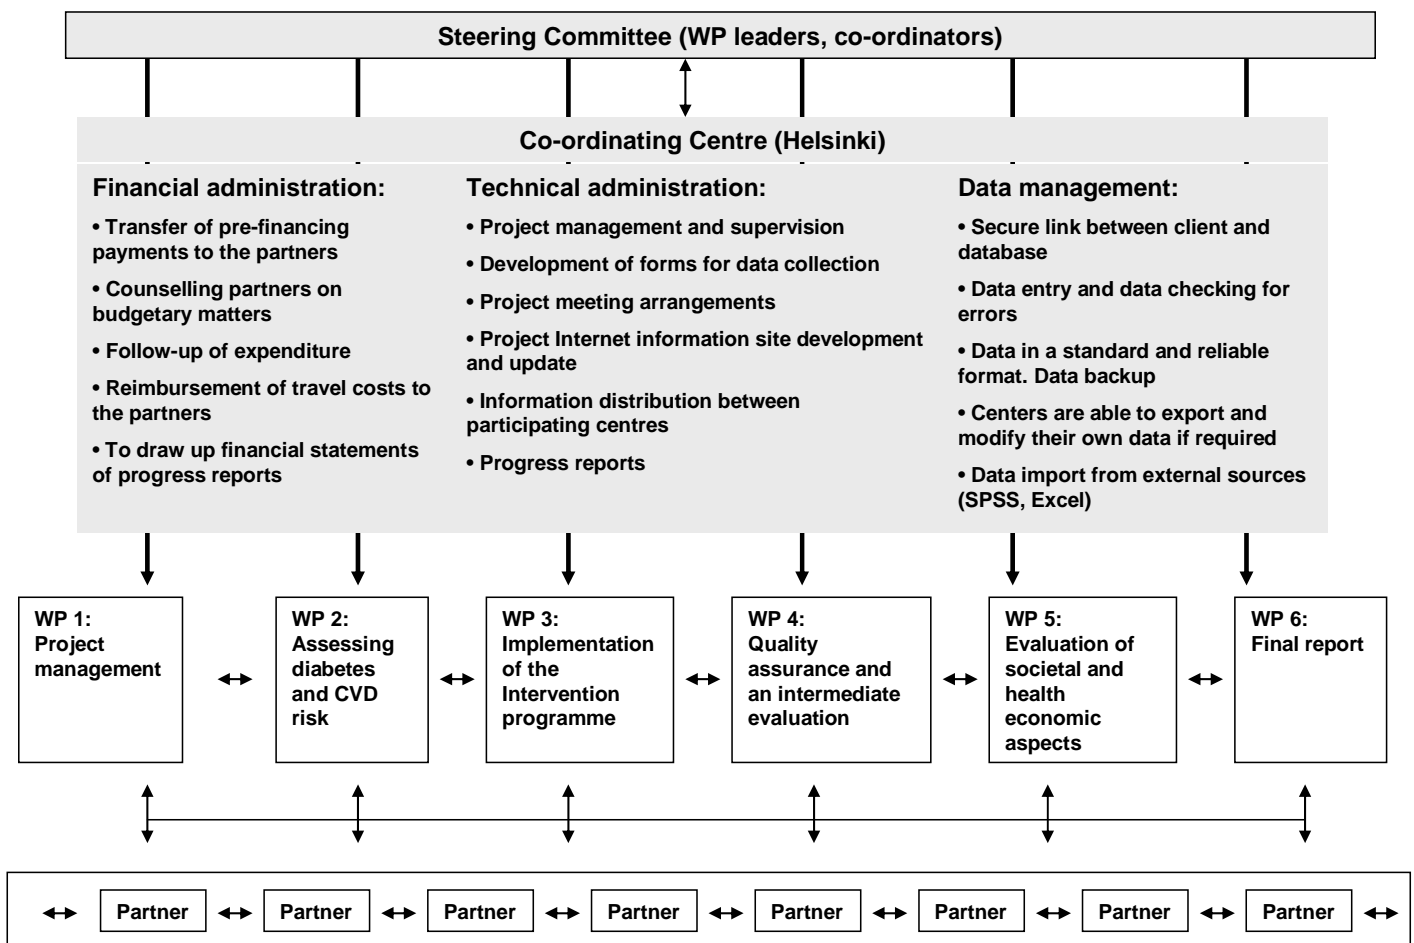 Steering Committee (WP leaders, co-ordinators)
Co-ordinating Centre (Helsinki)
Financial administration:
• Transfer of pre-financing
payments to the partners
• Counselling partners on
budgetary matters
• Follow-up of expenditure
• Reimbursement of travel costs to
the partners
• To draw up financial statements
of progress reports
Technical administration:
• Project management and supervision
• Development of forms for data collection
• Project meeting arrangements
• Project Internet information site development
and update
• Information distribution between
participating centres
• Progress reports
Data management:
• Secure link between client and
database
• Data entry and data checking for
errors
• Data in a standard and reliable
format. Data backup
• Centers are able to export and
modify their own data if required
• Data import from external sources
(SPSS, Excel)
WP 1:
Project
management
WP 2:
Assessing
diabetes
and CVD
risk
WP 3:
Implementation
of the
Intervention
programme
WP 4:
Quality
assurance and
an intermediate
evaluation
WP 5:
Evaluation of
societal and
health
economic
aspects
WP 6:
Final report
Partner
Partner
Partner
Partner
Partner
Partner
Partner
Partner